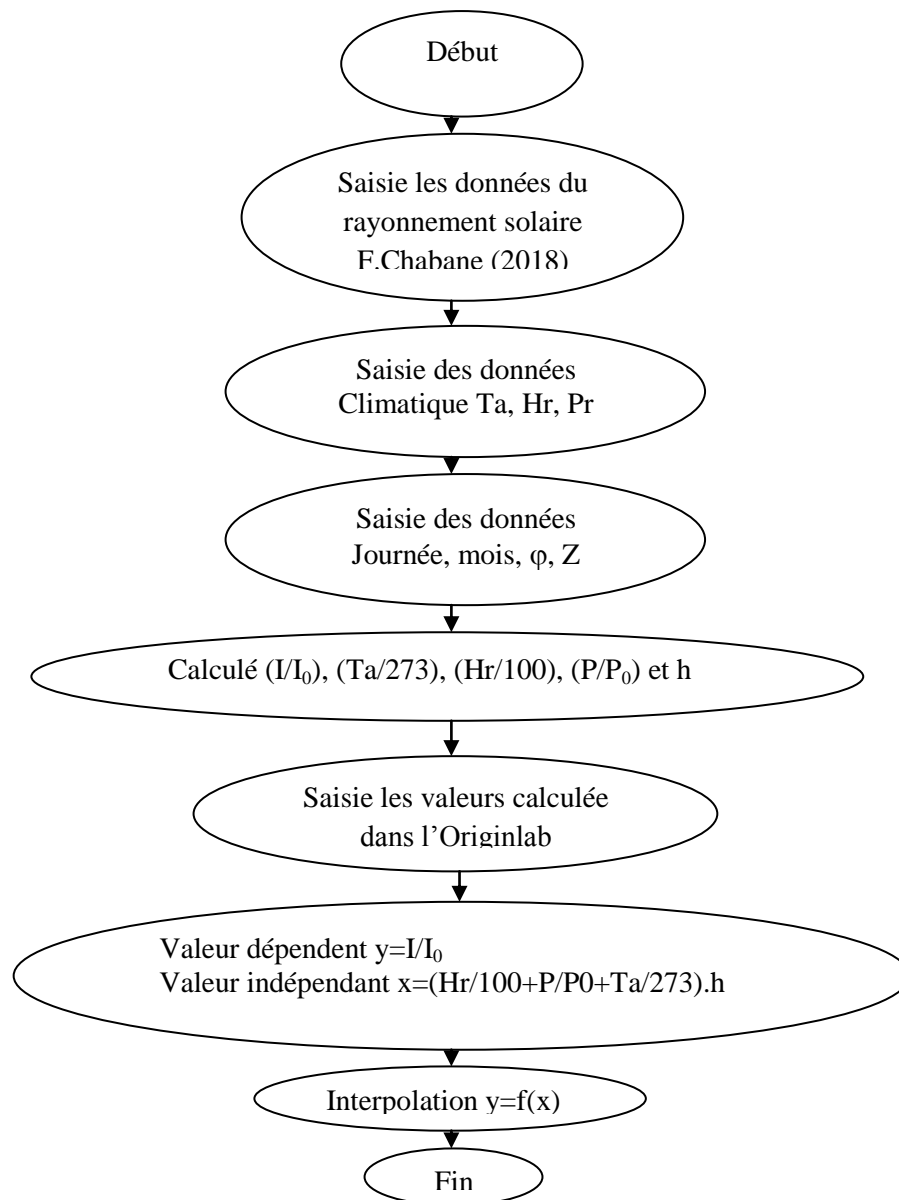 Début
Saisie les données du
rayonnement solaire
F.Chabane (2018)
Saisie des données
Climatique Ta, Hr, Pr
Saisie des données
Journée, mois, φ, Z
Calculé (I/I₀), (Ta/273), (Hr/100), (P/P₀) et h
Saisie les valeurs calculée
dans l’Originlab
Valeur dépendent y=I/I₀
Valeur indépendant x=(Hr/100+P/P0+Ta/273).h
Interpolation y=f(x)
Fin